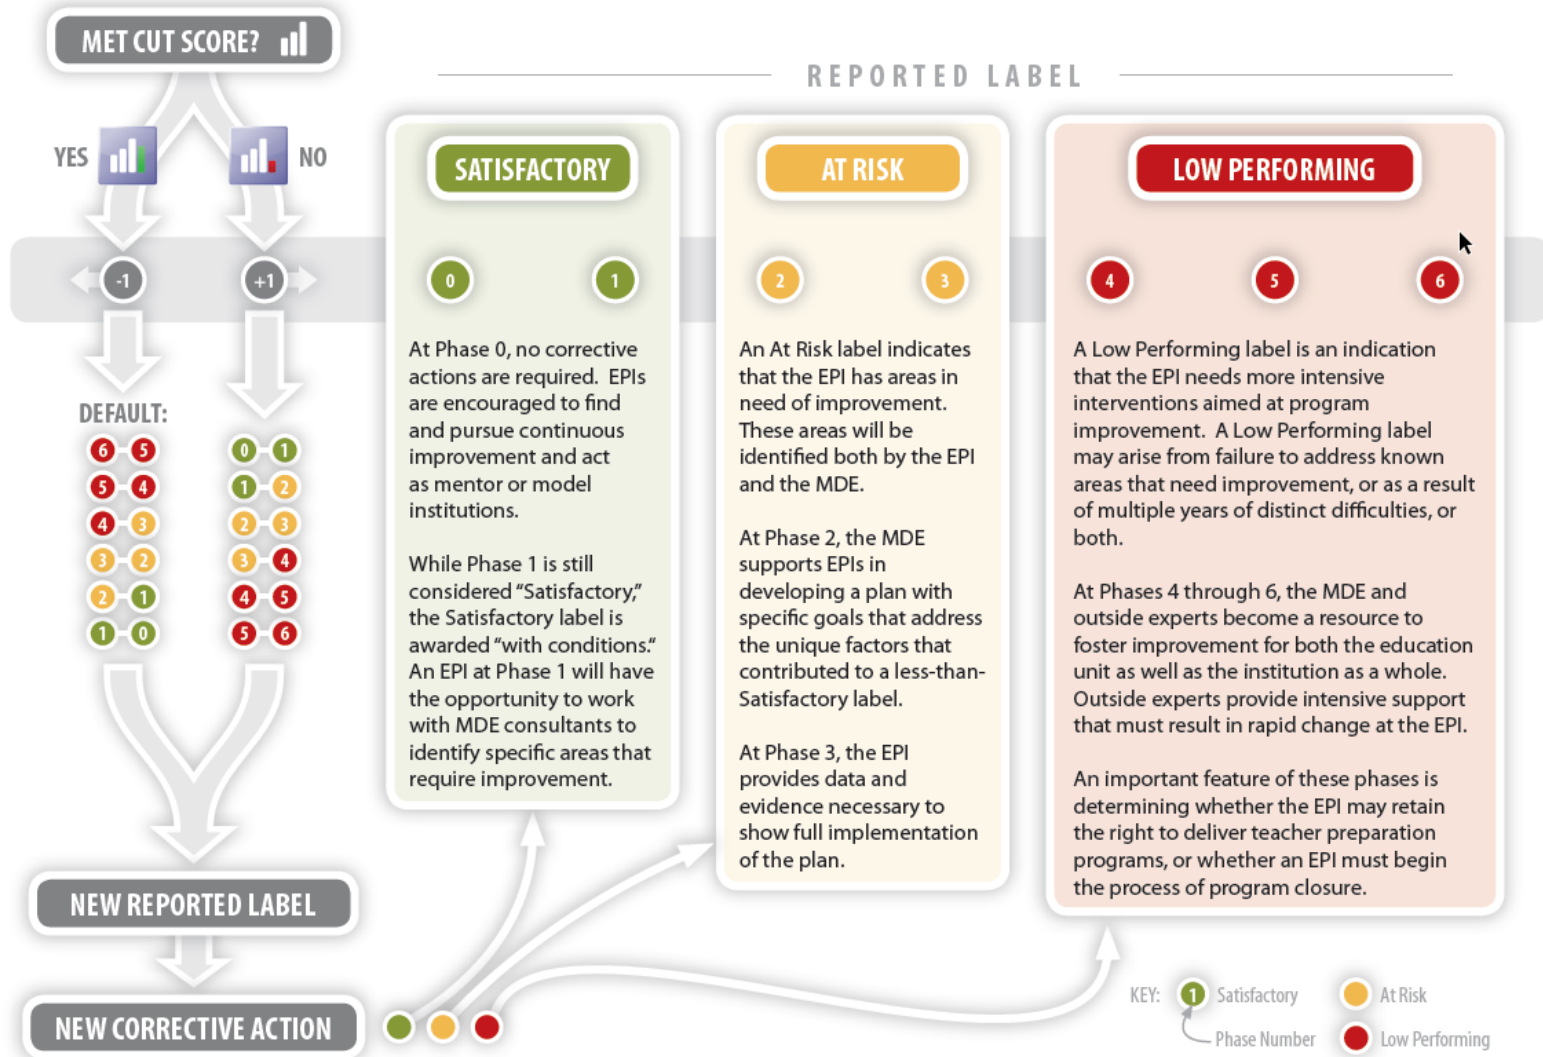 MET CUT SCORE?
YES
NO
-1
+1
DEFAULT:
6 5
5 4
4 3
3 2
2 1
1 0
0 1
1 2
2 3
3 4
4 5
5 6
NEW REPORTED LABEL
NEW CORRECTIVE ACTION
REPORTED LABEL
SATISFACTORY
0 1
At Phase 0, no corrective
actions are required. EPIs
are encouraged to find
and pursue continuous
improvement and act
as mentor or model
institutions.
While Phase 1 is still
considered “Satisfactory,”
the Satisfactory label is
awarded “with conditions.“
An EPI at Phase 1 will have
the opportunity to work
with MDE consultants to
identify specific areas that
require improvement.
AT RISK
2 3
An At Risk label indicates
that the EPI has areas in
need of improvement.
These areas will be
identified both by the EPI
and the MDE.
At Phase 2, the MDE
supports EPIs in
developing a plan with
specific goals that address
the unique factors that
contributed to a less-than-
Satisfactory label.
At Phase 3, the EPI
provides data and
evidence necessary to
show full implementation
of the plan.
LOW PERFORMING
4 5 6
A Low Performing label is an indication
that the EPI needs more intensive
interventions aimed at program
improvement. A Low Performing label
may arise from failure to address known
areas that need improvement, or as a result
of multiple years of distinct difficulties, or
both.
At Phases 4 through 6, the MDE and
outside experts become a resource to
foster improvement for both the education
unit as well as the institution as a whole.
Outside experts provide intensive support
that must result in rapid change at the EPI.
An important feature of these phases is
determining whether the EPI may retain
the right to deliver teacher preparation
programs, or whether an EPI must begin
the process of program closure.
KEY: 1 Satisfactory
At Risk
Phase Number
Low Performing